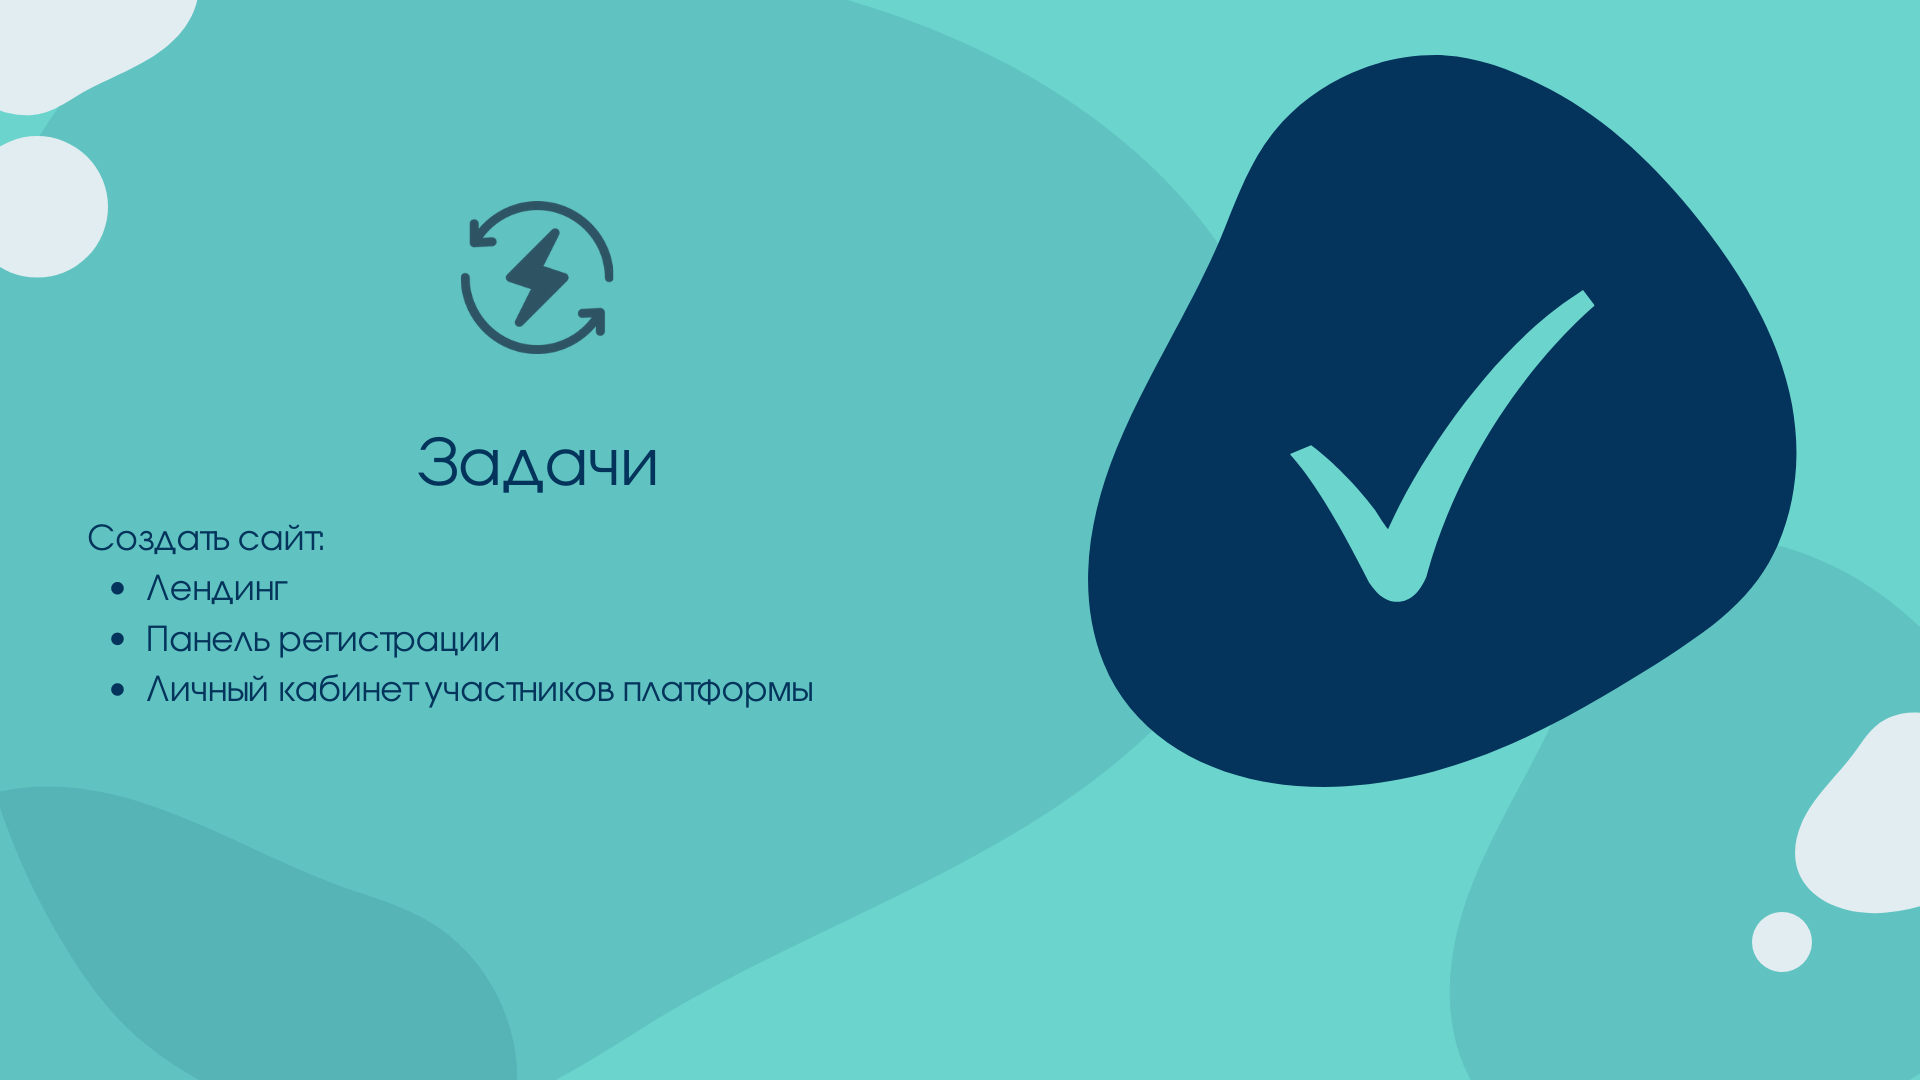 Задачи
Создать сайт:
• Лендинг
• Панель регистрации
• Личный кабинет участников платформы